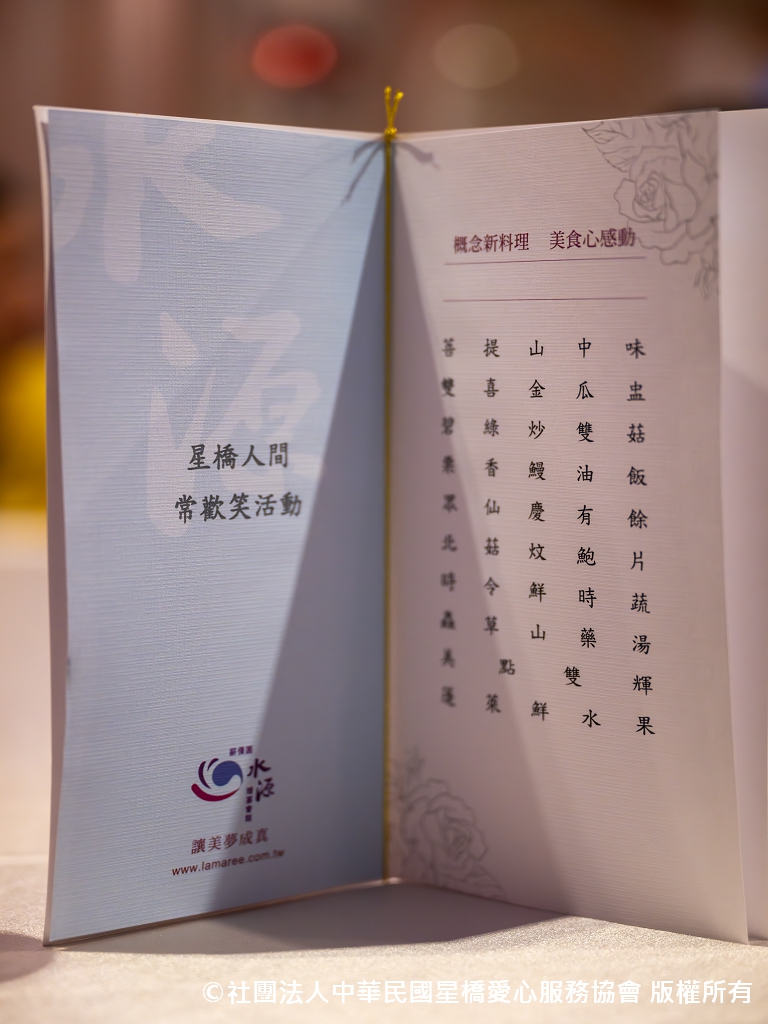 水源
星橋人間
常歡笑活動
水源
讓美夢成真
www.lamaree.com.tw
概念新料理　美食心感動
菩提山中味
雙喜金瓜盅
碧綠炒雙菇
栗香鰻油飯
眾仙慶有餘
北菇炆鮑片
時令鮮時蔬
蟲草山藥湯
美點雙輝
蓬萊鮮水果
©社團法人中華民國星橋愛心服務協會 版權所有